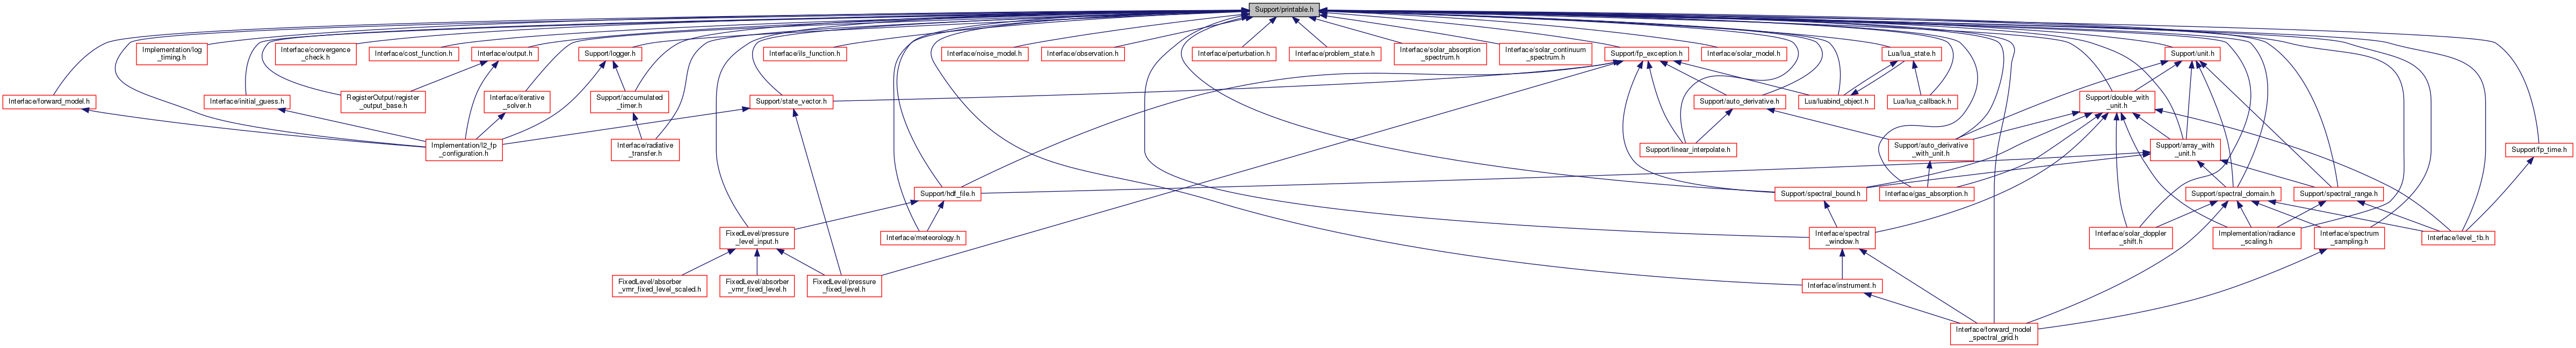 Support/printable.h
Implementation/log
_timing.h
Interface/convergence
_check.h
Interface/cost_function.h
Interface/output.h
Support/logger.h
Interface/ils_function.h
Interface/noise_model.h
Interface/observation.h
Interface/perturbation.h
Interface/problem_state.h
Interface/solar_absorption
_spectrum.h
Interface/solar_continuum
_spectrum.h
Support/fp_exception.h
Interface/solar_model.h
Lua/lua_state.h
Support/unit.h
Interface/forward_model.h
Interface/initial_guess.h
RegisterOutput/register
_output_base.h
Interface/iterative
_solver.h
Support/accumulated
_timer.h
Support/state_vector.h
Support/auto_derivative.h
Lua/luabind_object.h
Lua/lua_callback.h
Support/double_with
_unit.h
Implementation/l2_fp
_configuration.h
Interface/radiative
_transfer.h
Support/linear_interpolate.h
Support/auto_derivative
_with_unit.h
Support/array_with
_unit.h
Support/fp_time.h
Support/hdf_file.h
Support/spectral_bound.h
Interface/gas_absorption.h
Support/spectral_domain.h
Support/spectral_range.h
FixedLevel/pressure
_level_input.h
Interface/meteorology.h
Interface/spectral
_window.h
Interface/solar_doppler
_shift.h
Implementation/radiance
_scaling.h
Interface/spectrum
_sampling.h
Interface/level_1b.h
FixedLevel/absorber
_vmr_fixed_level_scaled.h
FixedLevel/absorber
_vmr_fixed_level.h
FixedLevel/pressure
_fixed_level.h
Interface/instrument.h
Interface/forward_model
_spectral_grid.h